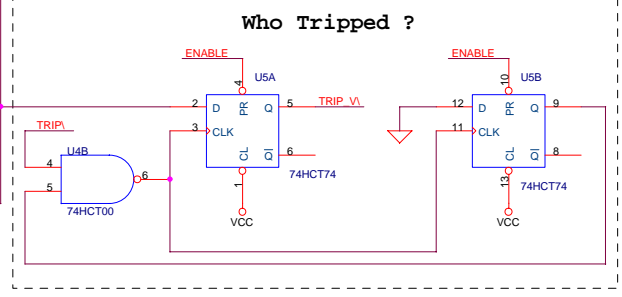 Who Tripped ?
ENABLE
ENABLE
U5A
U5B
4
10
2
D
PR
Q
5
TRIP_V\
12
D
PR
Q
9
TRIP\
3
CLK
11
CLK
U4B
4
6
CL
Q
6
CL
Q
8
5
74HCT74
74HCT74
1
13
74HCT00
VCC
VCC